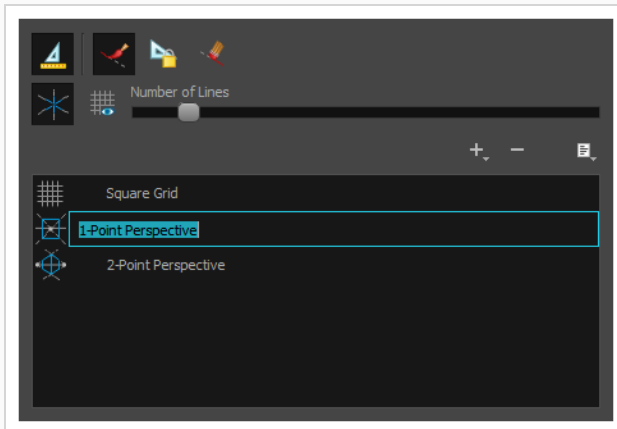 Number of Lines
Square Grid
1-Point Perspective
2-Point Perspective